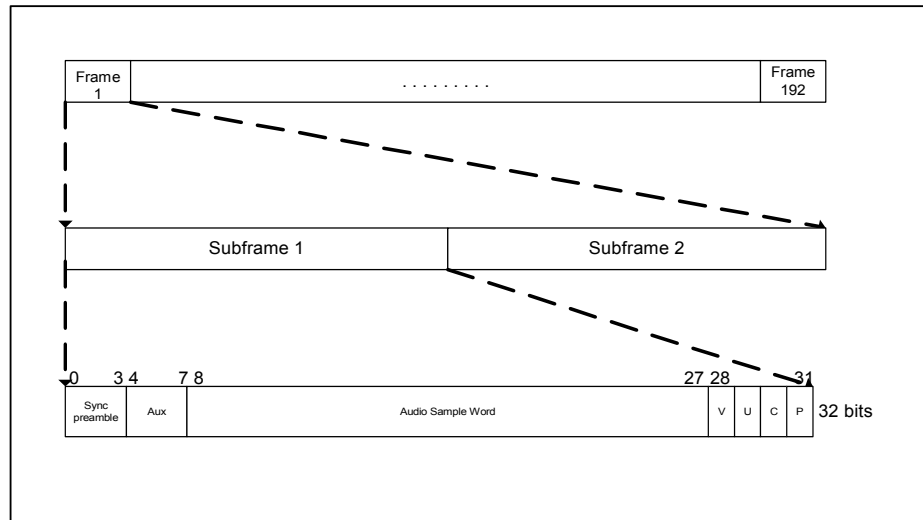 Frame 1 . . . . . . . . . Frame 192
Subframe 1 Subframe 2
0 3 4 7 8 27 28 31
Sync preamble Aux Audio Sample Word V U C P 32 bits